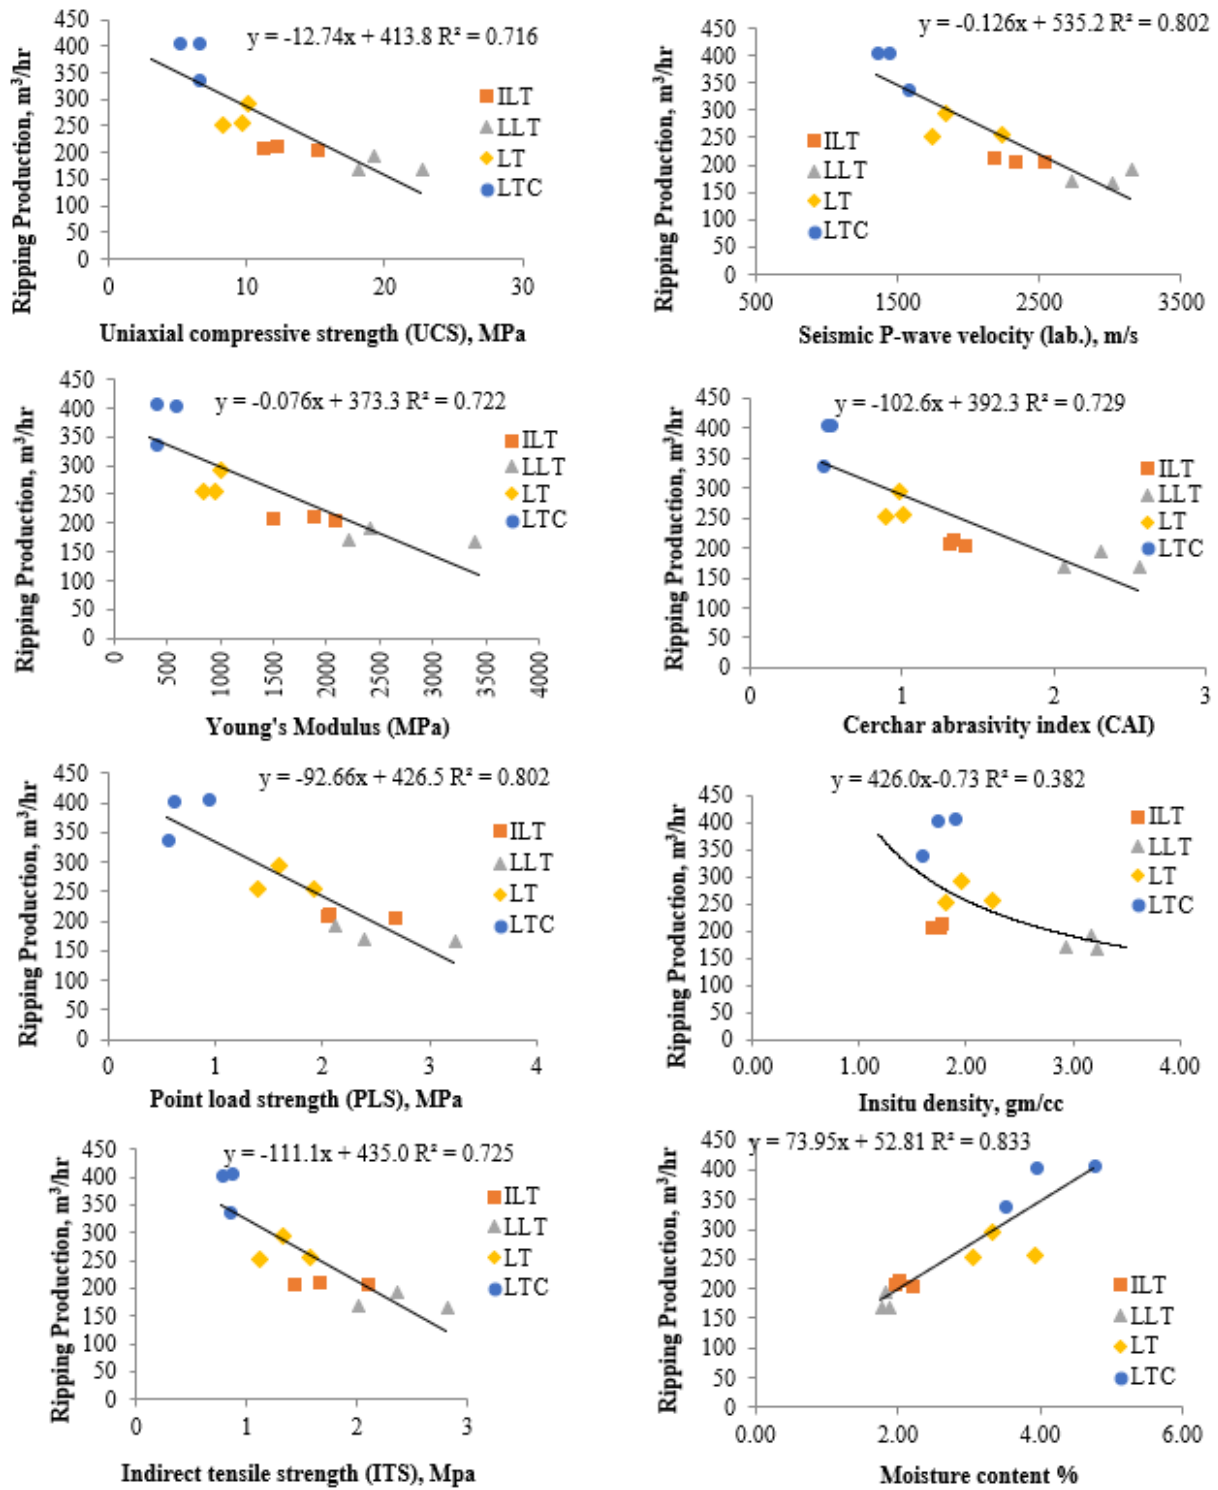 y = -12.74x + 413.8 R² = 0.716
Ripping Production, m³/hr
450
400
350
300
250
200
150
100
50
0
ILT
LLT
LT
LTC
0 10 20 30
Uniaxial compressive strength (UCS), MPa
y = -0.126x + 535.2 R² = 0.802
Ripping Production, m³/hr
450
400
350
300
250
200
150
100
50
0
ILT
LLT
LT
LTC
500 1500 2500 3500
Seismic P-wave velocity (lab.), m/s
y = -0.076x + 373.3 R² = 0.722
Ripping Production, m³/hr
450
400
350
300
250
200
150
100
50
0
ILT
LLT
LT
LTC
0 500 1000 1500 2000 2500 3000 3500 4000
Young's Modulus (MPa)
y = -102.6x + 392.3 R² = 0.729
Ripping Production, m³/hr
450
400
350
300
250
200
150
100
50
0
ILT
LLT
LT
LTC
0 1 2 3
Cerchar abrasivity index (CAI)
y = -92.66x + 426.5 R² = 0.802
Ripping Production, m³/hr
450
400
350
300
250
200
150
100
50
0
ILT
LLT
LT
LTC
0 1 2 3 4
Point load strength (PLS), MPa
y = 426.0x-0.73 R² = 0.382
Ripping Production, m³/hr
450
400
350
300
250
200
150
100
50
0
ILT
LLT
LT
LTC
0.00 1.00 2.00 3.00 4.00
Insitu density, gm/cc
y = -111.1x + 435.0 R² = 0.725
Ripping Production, m³/hr
450
400
350
300
250
200
150
100
50
0
ILT
LLT
LT
LTC
0 1 2 3
Indirect tensile strength (ITS), Mpa
y = 73.95x + 52.81 R² = 0.833
Ripping Production, m³/hr
450
400
350
300
250
200
150
100
50
0
ILT
LLT
LT
LTC
0.00 2.00 4.00 6.00
Moisture content %